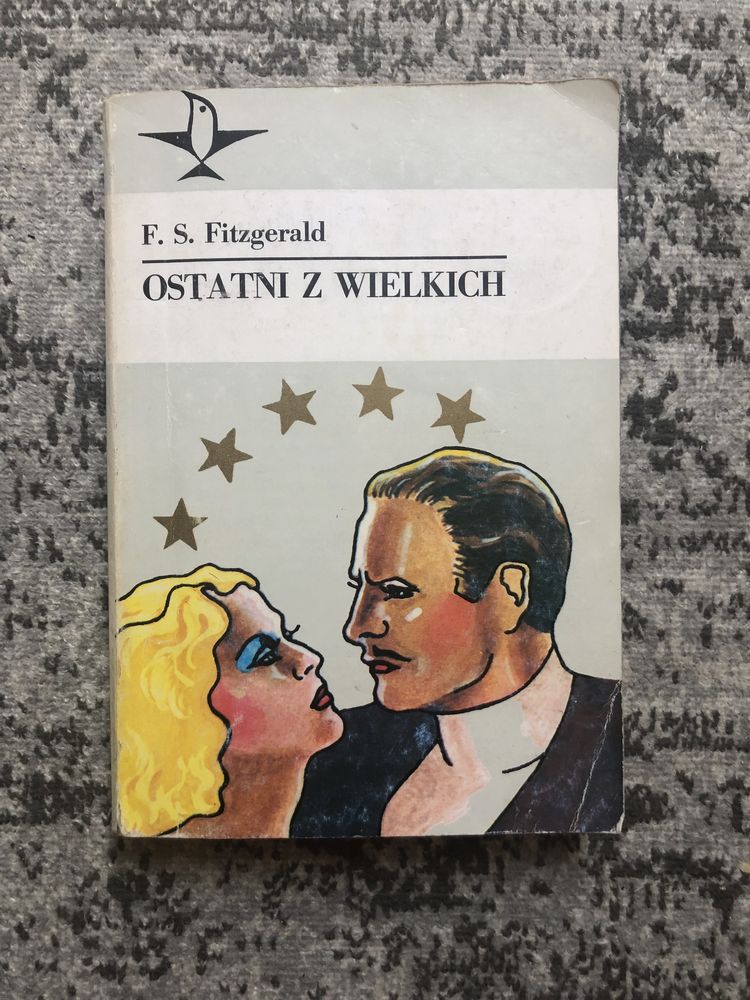 F. S. Fitzgerald
OSTATNI Z WIELKICH